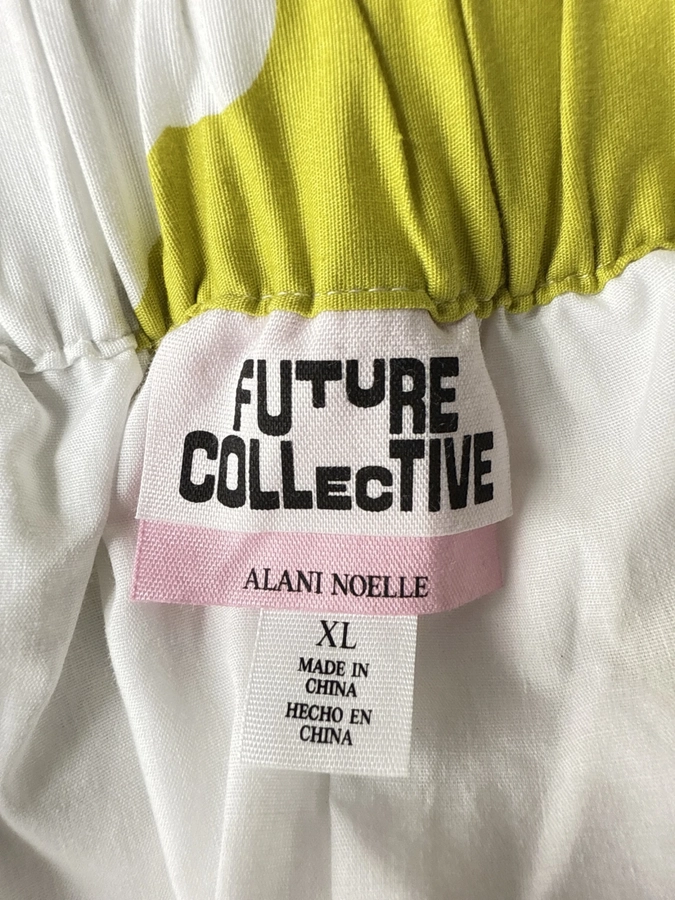 FUTURE
COLLECTIVE
ALANI NOELLE
XL
MADE IN
CHINA
HECHO EN
CHINA